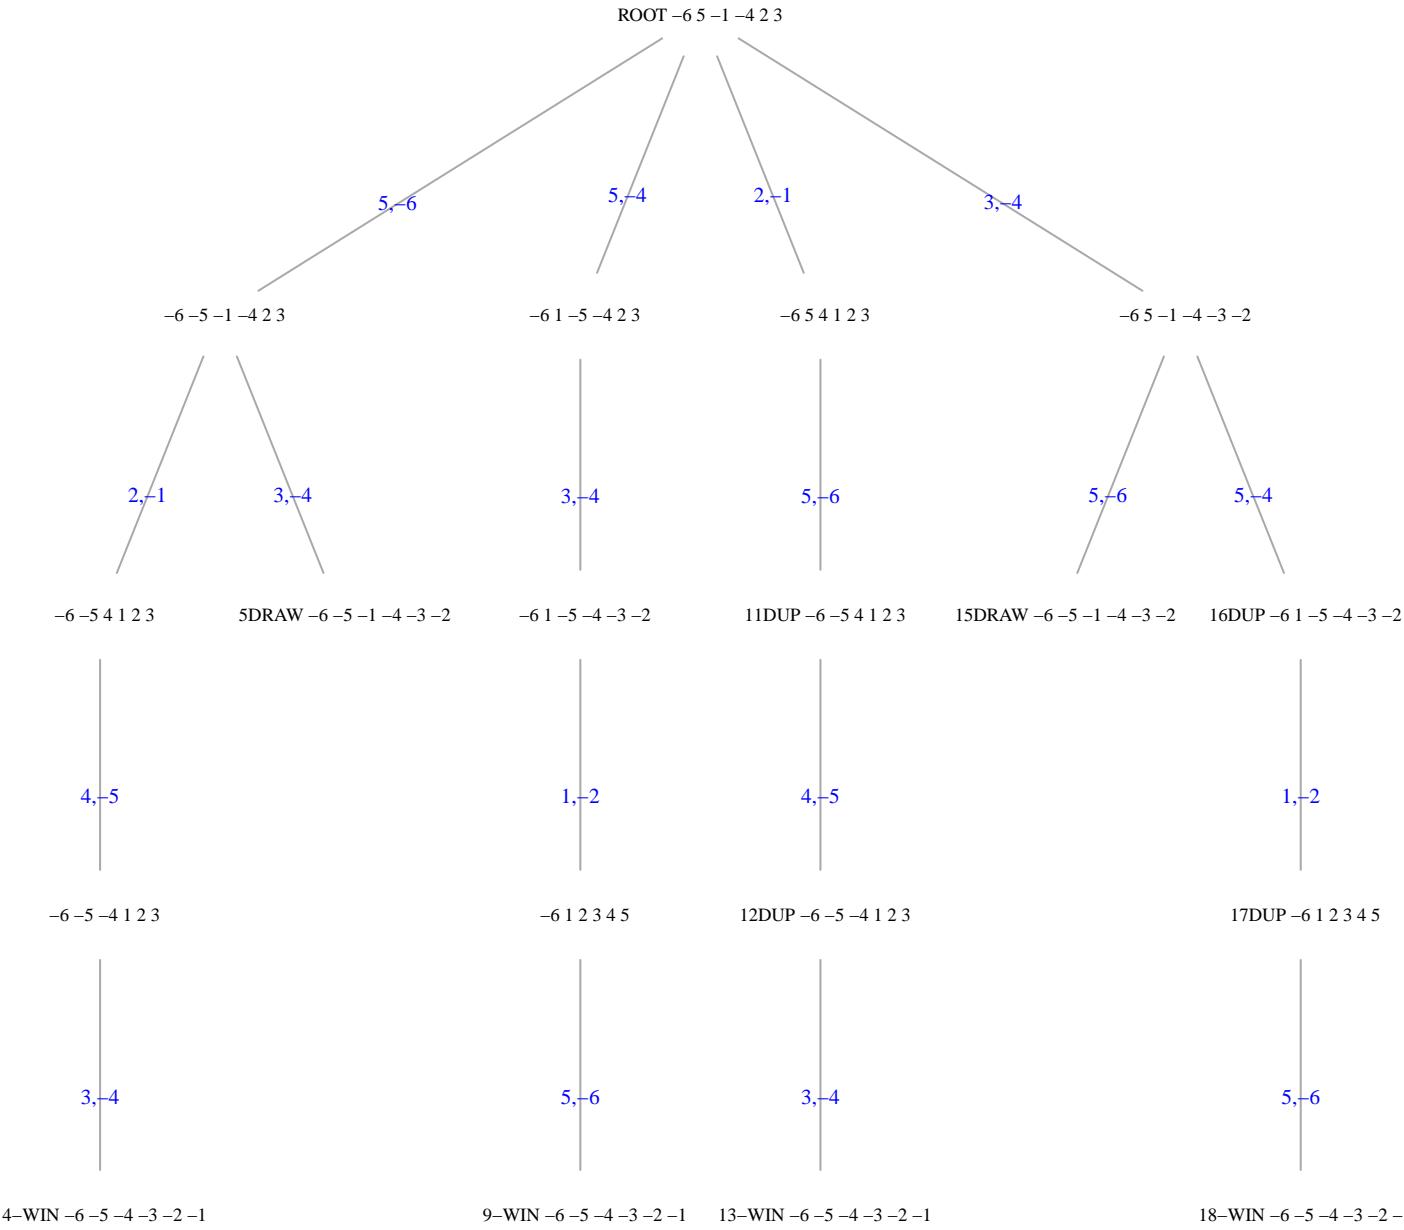 ROOT −6 5 −1 −4 2 3
5,−6
5,−4
2,−1
3,−4
−6 −5 −1 −4 2 3
−6 1 −5 −4 2 3
−6 5 4 1 2 3
−6 5 −1 −4 −3 −2
2,−1
3,−4
3,−4
5,−6
5,−6
5,−4
−6 −5 4 1 2 3
5DRAW −6 −5 −1 −4 −3 −2
−6 1 −5 −4 −3 −2
11DUP −6 −5 4 1 2 3
15DRAW −6 −5 −1 −4 −3 −2
16DUP −6 1 −5 −4 −3 −2
4,−5
1,−2
4,−5
1,−2
−6 −5 −4 1 2 3
−6 1 2 3 4 5
12DUP −6 −5 −4 1 2 3
17DUP −6 1 2 3 4 5
3,−4
5,−6
3,−4
5,−6
4−WIN −6 −5 −4 −3 −2 −1
9−WIN −6 −5 −4 −3 −2 −1
13−WIN −6 −5 −4 −3 −2 −1
18−WIN −6 −5 −4 −3 −2 −